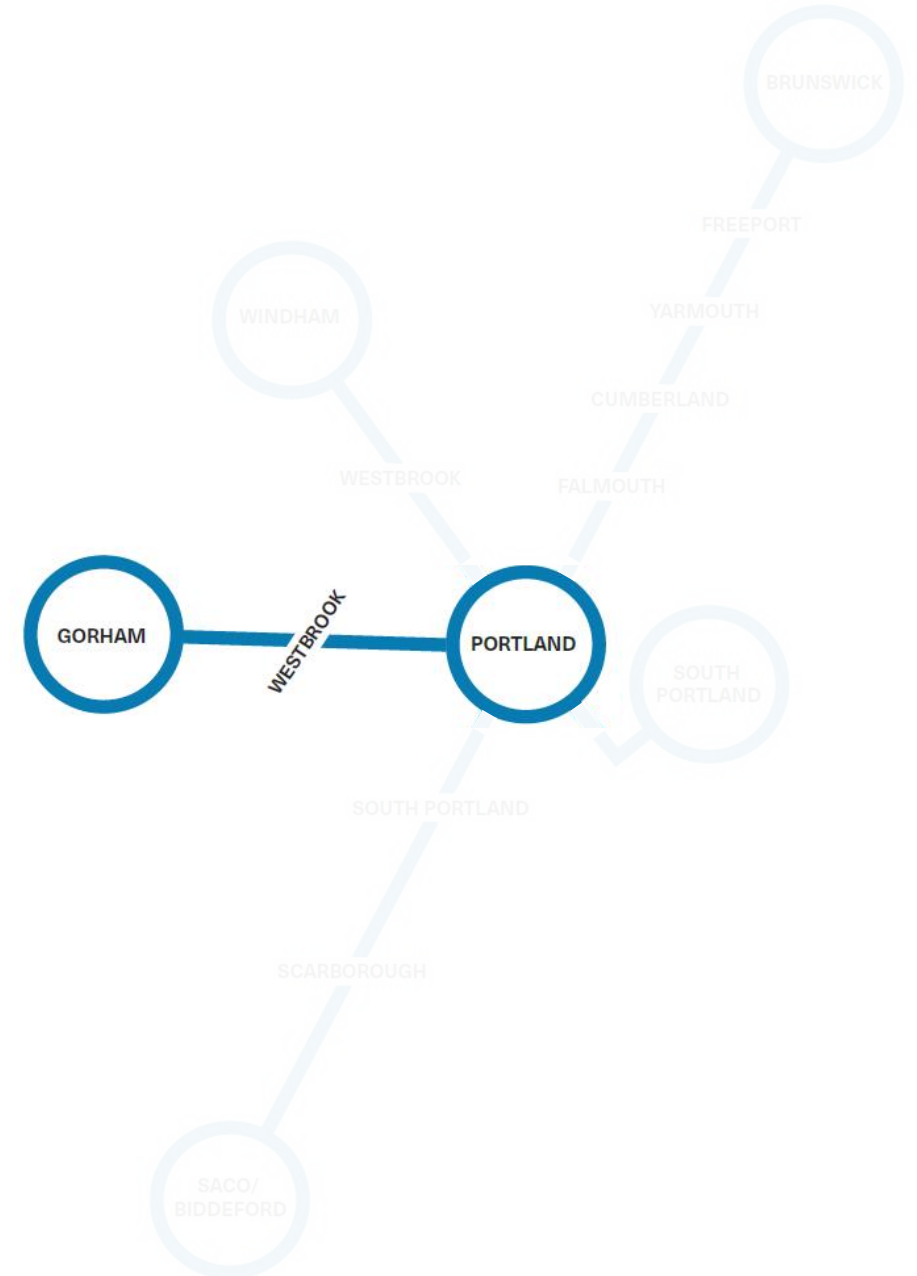 BRUNSWICK
FREEPORT
WINDHAM
YARMOUTH
CUMBERLAND
WESTBROOK
FALMOUTH
GORHAM
WESTBROOK
PORTLAND
SOUTH
PORTLAND
SOUTH PORTLAND
SCARBOROUGH
SACO/
BIDDEFORD